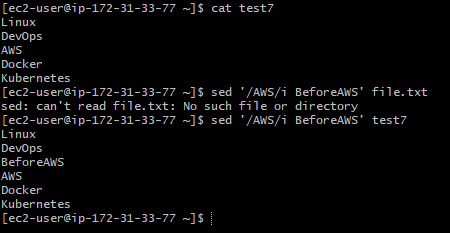 [ec2-user@ip-172-31-33-77 ~]$ cat test7
Linux
DevOps
AWS
Docker
Kubernetes
[ec2-user@ip-172-31-33-77 ~]$ sed '/AWS/i BeforeAWS' file.txt
sed: can't read file.txt: No such file or directory
[ec2-user@ip-172-31-33-77 ~]$ sed '/AWS/i BeforeAWS' test7
Linux
DevOps
BeforeAWS
AWS
Docker
Kubernetes
[ec2-user@ip-172-31-33-77 ~]$